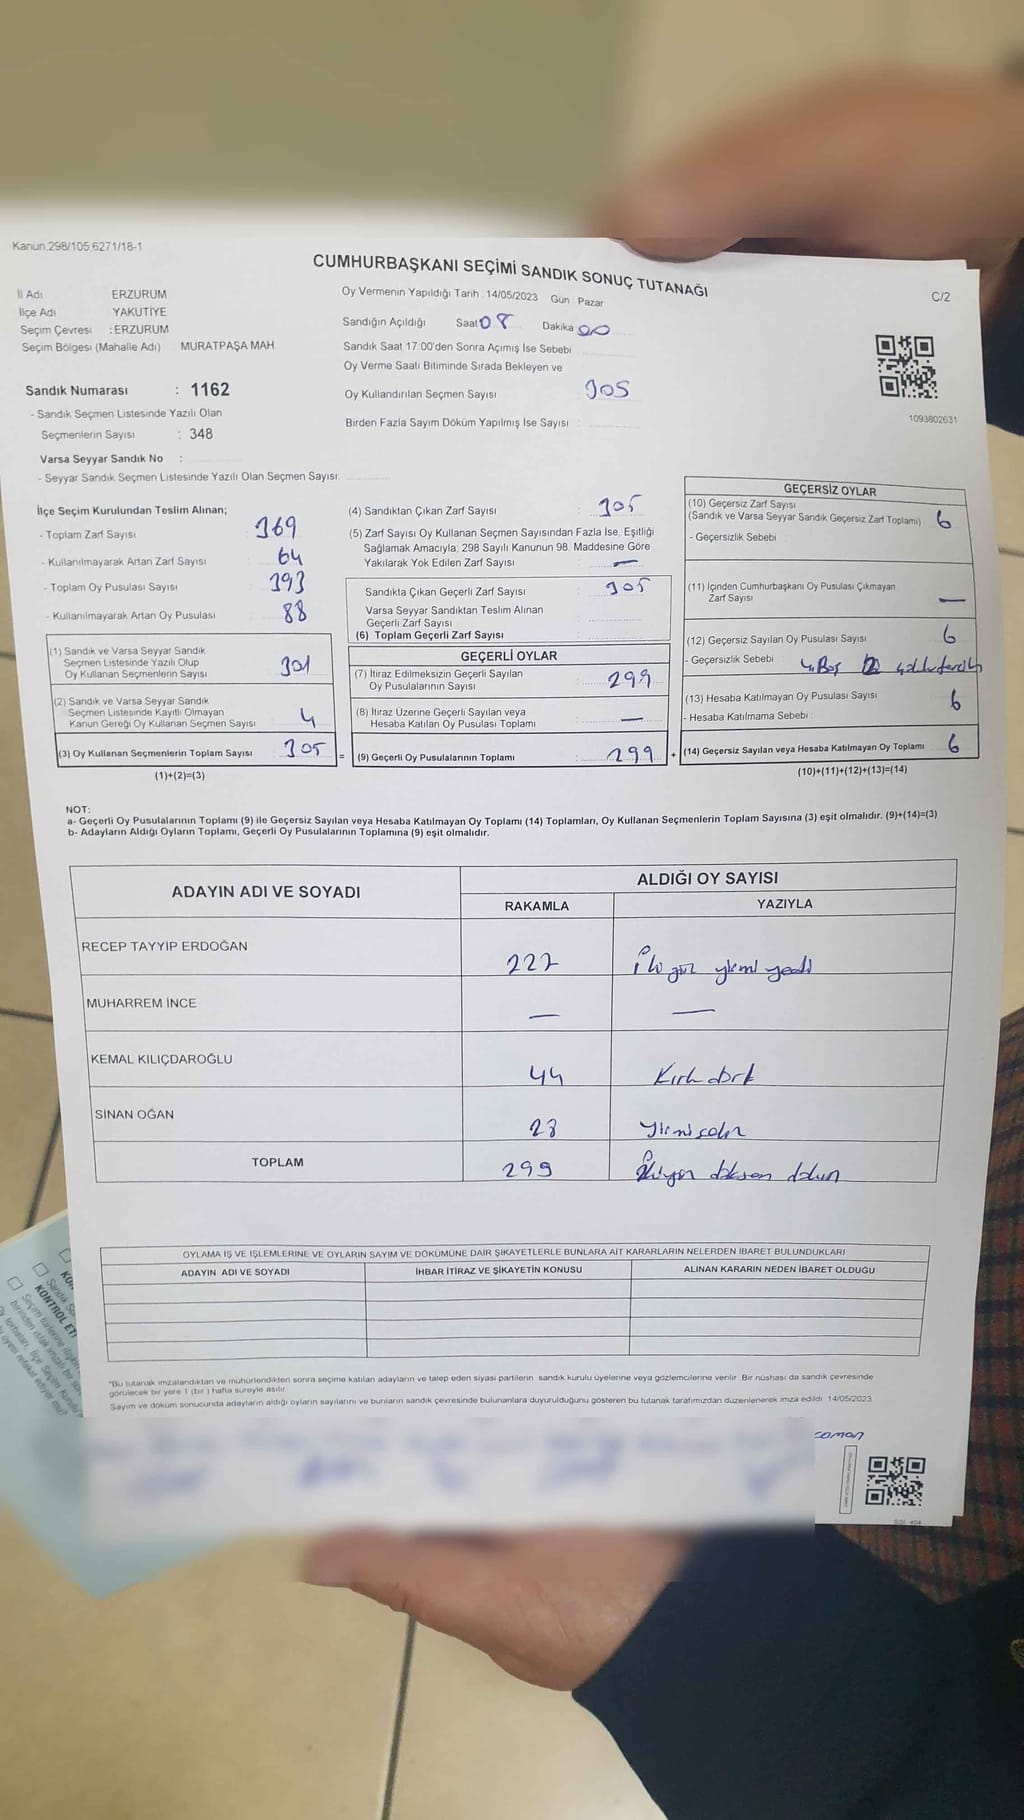 Kanun.298/105,6271/18-1
CUMHURBAŞKANI SEÇİMİ SANDIK SONUÇ TUTANAĞI
C/2
İl Adı ERZURUM
İlçe Adı YAKUTİYE
Seçim Çevresi : ERZURUM
Seçim Bölgesi (Mahalle Adı) MURATPAŞA MAH.
Sandık Numarası : 1162
- Sandık Seçmen Listesinde Yazılı Olan
Seçmenlerin Sayısı : 348
Varsa Seyyar Sandık No :
- Seyyar Sandık Seçmen Listesinde Yazılı Olan Seçmen Sayısı:
Oy Vermenin Yapıldığı Tarih : 14/05/2023 Gün : Pazar
Sandığın Açıldığı Saat 08 Dakika 00
Sandık Saat 17:00'den Sonra Açımış İse Sebebi
Oy Verme Saati Bitiminde Sırada Bekleyen ve
Oy Kullandırılan Seçmen Sayısı : 305
Birden Fazla Sayım Döküm Yapılmış İse Sayısı :
1093802631
İlçe Seçim Kurulundan Teslim Alınan;
- Toplam Zarf Sayısı 369
- Kullanılmayarak Artan Zarf Sayısı 64
- Toplam Oy Pusulası Sayısı 393
- Kullanılmayarak Artan Oy Pusulası 88
(1) Sandık ve Varsa Seyyar Sandık
Seçmen Listesinde Yazılı Olup
Oy Kullanan Seçmenlerin Sayısı 301
(2) Sandık ve Varsa Seyyar Sandık
Seçmen Listesinde Kayıtlı Olmayan
Kanun Gereği Oy Kullanan Seçmen Sayısı 4
(3) Oy Kullanan Seçmenlerin Toplam Sayısı 305 =
(1)+(2)=(3)
(4) Sandıktan Çıkan Zarf Sayısı : 305
(5) Zarf Sayısı Oy Kullanan Seçmen Sayısından Fazla İse, Eşitliği
Sağlamak Amacıyla; 298 Sayılı Kanunun 98. Maddesine Göre
Yakılarak Yok Edilen Zarf Sayısı : —
Sandıkta Çıkan Geçerli Zarf Sayısı : 305
Varsa Seyyar Sandıktan Teslim Alınan
Geçerli Zarf Sayısı :
(6) Toplam Geçerli Zarf Sayısı :
GEÇERLİ OYLAR
(7) İtiraz Edilmeksizin Geçerli Sayılan
Oy Pusulalarının Sayısı : 299
(8) İtiraz Üzerine Geçerli Sayılan veya
Hesaba Katılan Oy Pusulası Toplamı : —
(9) Geçerli Oy Pusulalarının Toplamı : 299 +
GEÇERSİZ OYLAR
(10) Geçersiz Zarf Sayısı
(Sandık ve Varsa Seyyar Sandık Geçersiz Zarf Toplamı) 6
- Geçersizlik Sebebi :
(11) İçinden Cumhurbaşkanı Oy Pusulası Çıkmayan
Zarf Sayısı —
(12) Geçersiz Sayılan Oy Pusulası Sayısı 6
- Geçersizlik Sebebi : 4 Boş 2
(13) Hesaba Katılmayan Oy Pusulası Sayısı 6
- Hesaba Katılmama Sebebi :
(14) Geçersiz Sayılan veya Hesaba Katılmayan Oy Toplamı 6
(10)+(11)+(12)+(13)=(14)
NOT:
a- Geçerli Oy Pusulalarının Toplamı (9) ile Geçersiz Sayılan veya Hesaba Katılmayan Oy Toplamı (14) Toplamları, Oy Kullanan Seçmenlerin Toplam Sayısına (3) eşit olmalıdır. (9)+(14)=(3)
b- Adayların Aldığı Oyların Toplamı, Geçerli Oy Pusulalarının Toplamına (9) eşit olmalıdır.
ADAYIN ADI VE SOYADI ALDIĞI OY SAYISI
RAKAMLA YAZIYLA
RECEP TAYYİP ERDOĞAN 227 iki yüz yirmi yedi
MUHARREM İNCE — —
KEMAL KILIÇDAROĞLU 44 Kırk dört
SİNAN OĞAN 28 Yirmi sekiz
TOPLAM 299 İkiyüz doksan dokuz
OYLAMA İŞ VE İŞLEMLERİNE VE OYLARIN SAYIM VE DÖKÜMÜNE DAİR ŞİKAYETLERLE BUNLARA AİT KARARLARIN NELERDEN İBARET BULUNDUKLARI
ADAYIN ADI VE SOYADI İHBAR İTİRAZ VE ŞİKAYETİN KONUSU ALINAN KARARIN NEDEN İBARET OLDUĞU
*Bu tutanak imzalandıktan ve mühürlendikten sonra seçime katılan adayların ve talep eden siyasi partilerin sandık kurulu üyelerine veya gözlemcilerine verilir. Bir nüshası da sandık çevresinde
görülecek bir yere 1 (bir ) hafta süreyle asılır.
Sayım ve döküm sonucunda adayların aldığı oyların sayılarını ve bunların sandık çevresinde bulunanlara duyurulduğunu gösteren bu tutanak tarafımızdan düzenlenerek imza edildi. 14/05/2023